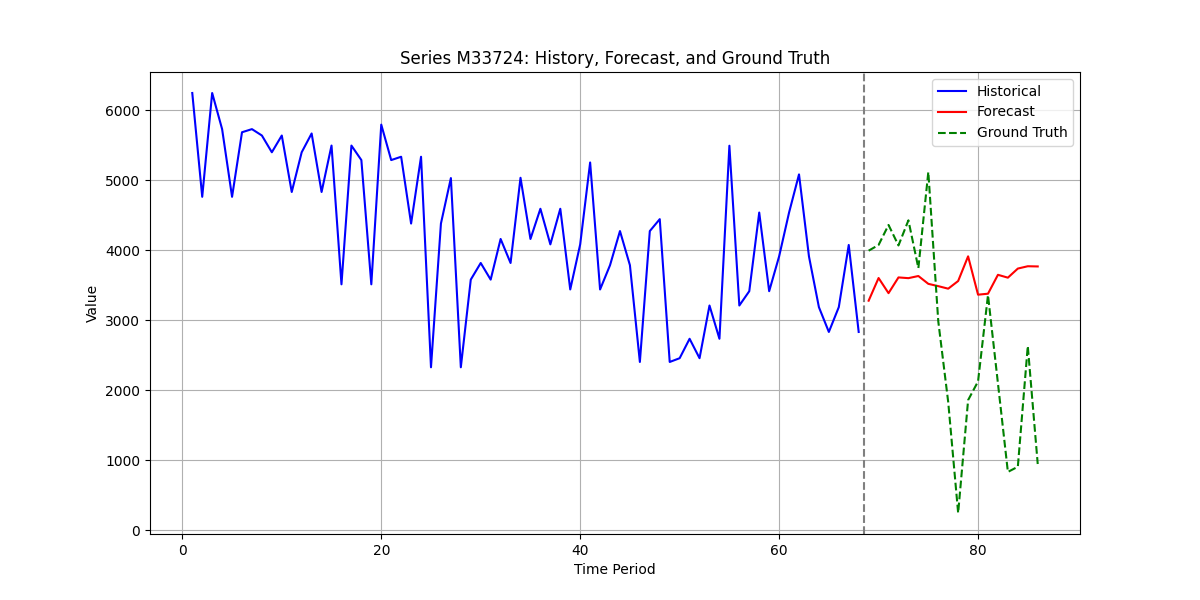 Series M33724: History, Forecast, and Ground Truth
Historical
Forecast
Ground Truth
6000
5000
4000
3000
2000
1000
0
Value
0 20 40 60 80
Time Period